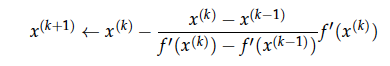 x^{(k+1)} ← x^{(k)} − \frac{x^{(k)} − x^{(k−1)}}{f′(x^{(k)}) − f′(x^{(k−1)})} f′(x^{(k)})